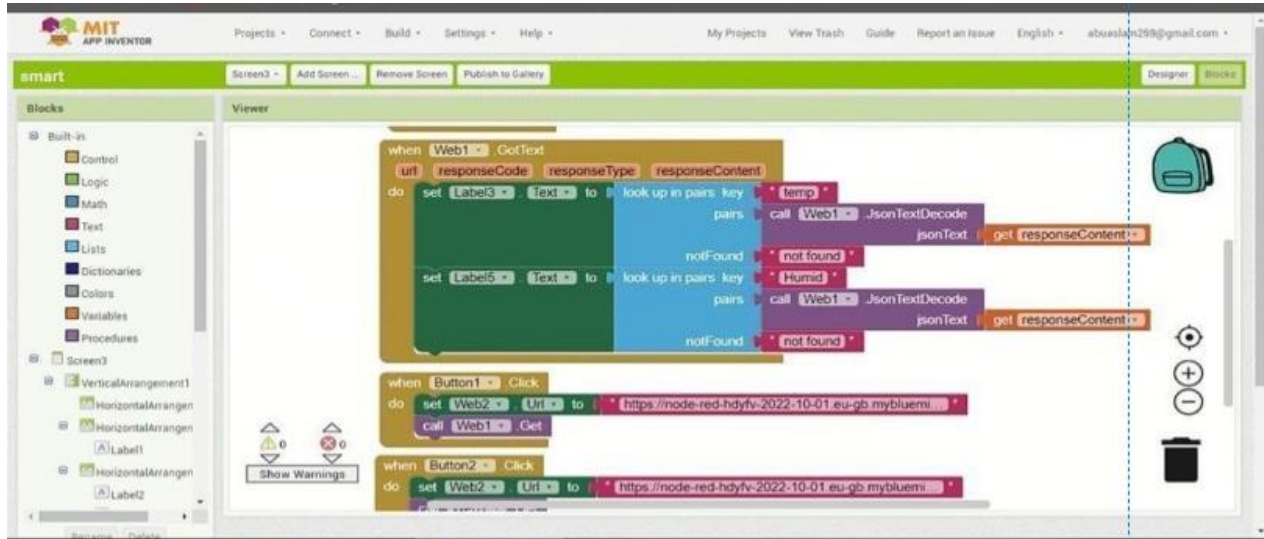 MIT
APP INVENTOR
Projects Connect Build Settings Help My Projects View Trash Guide Report an Issue English abuaslam269@gmail.com
smart Screen3 Add Screen ... Remove Screen Publish to Gallery Designer Blocks
Blocks Viewer
Built-in
Control
Logic
Math
Text
Lists
Dictionaries
Colors
Variables
Procedures
Screen3
VerticalArrangement1
HorizontalArrangen
HorizontalArrangen
Label1
HorizontalArrangen
Label2
Rename Delete
when Web1 .GotText
url responseCode responseType responseContent
do set Label3 . Text to look up in pairs key " temp "
pairs call Web1 .JsonTextDecode
jsonText get responseContent
notFound " not found "
set Label5 . Text to look up in pairs key " Humid "
pairs call Web1 .JsonTextDecode
jsonText get responseContent
notFound " not found "
when Button1 .Click
do set Web2 . Url to " https://node-red-hdyfv-2022-10-01.eu-gb.mybluemi... "
call Web1 .Get
when Button2 .Click
do set Web2 . Url to " https://node-red-hdyfv-2022-10-01.eu-gb.mybluemi... "
0 0
Show Warnings